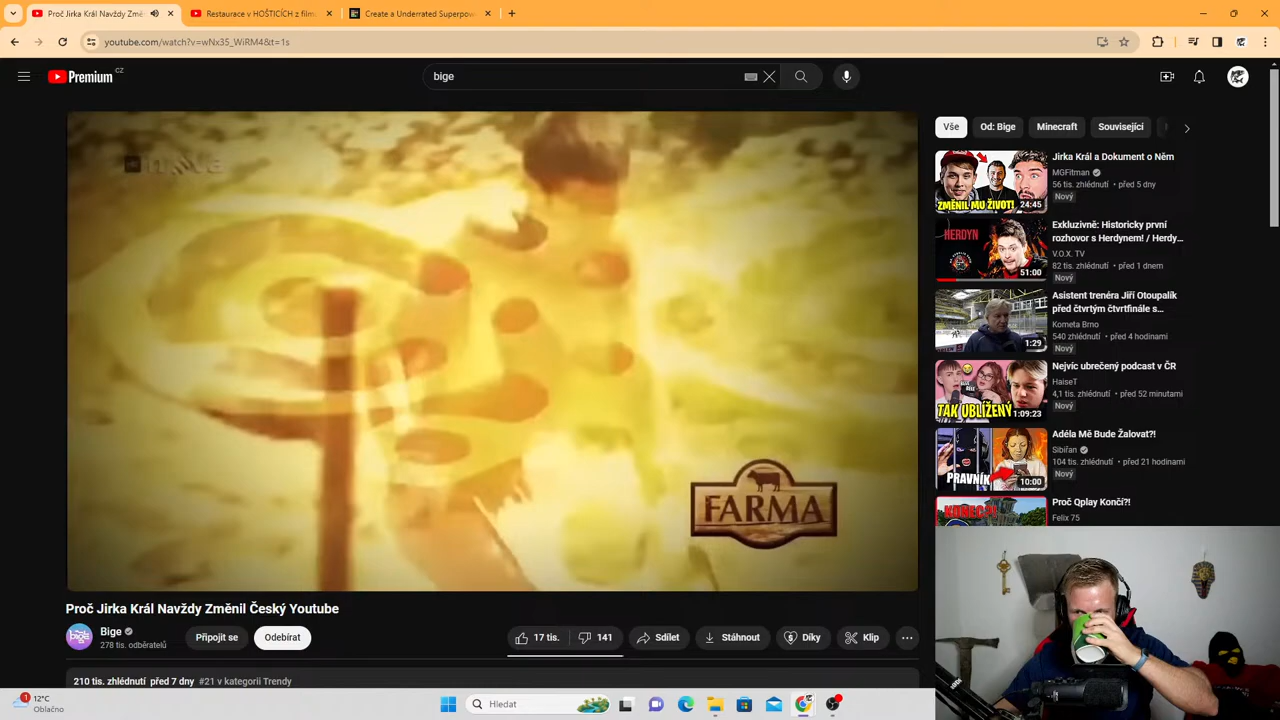 Proč Jirka Král Navždy Změn
Restaurace v HOŠTICÍCH z film
Create a Underrated Superpow
youtube.com/watch?v=wNx35_WiRM4&t=1s
Premium CZ
bige
nova
FARMA
Proč Jirka Král Navždy Změnil Český Youtube
Bige
278 tis. odběratelů
Připojit se
Odebírat
17 tis.
141
Sdílet
Stáhnout
Díky
Klip
210 tis. zhlédnutí před 7 dny #21 v kategorii Trendy
Vše
Od: Bige
Minecraft
Související
ZMĚNIL MU ŽIVOT!
24:45
Jirka Král a Dokument o Něm
MGFitman
56 tis. zhlédnutí • před 5 dny
Nový
HERDYN
51:00
Exkluzivně: Historicky první
rozhovor s Herdynem! / Herdy...
V.O.X. TV
82 tis. zhlédnutí • před 1 dnem
Nový
1:29
Asistent trenéra Jiří Otoupalík
před čtvrtým čtvrtfinále s...
Kometa Brno
540 zhlédnutí • před 4 hodinami
Nový
TAK UBLÍŽENÝ
1:09:23
Nejvíc ubrečený podcast v ČR
HaiseT
4,1 tis. zhlédnutí • před 52 minutami
Nový
PRÁVNÍK
10:00
Adéla Mě Bude Žalovat?!
Sibiřan
104 tis. zhlédnutí • před 21 hodinami
Nový
KONEC?!
Proč Qplay Končí?!
Felix 75
1
12°C
Oblačno
Hledat